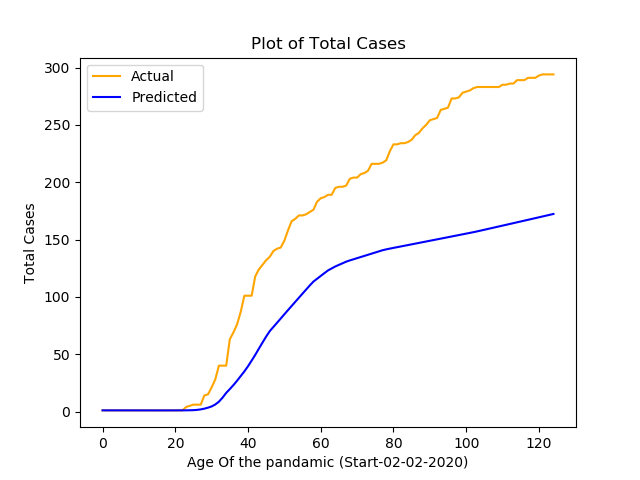 Plot of Total Cases
Actual
Predicted
300
250
200
150
100
50
0
Total Cases
0 20 40 60 80 100 120
Age Of the pandamic (Start-02-02-2020)